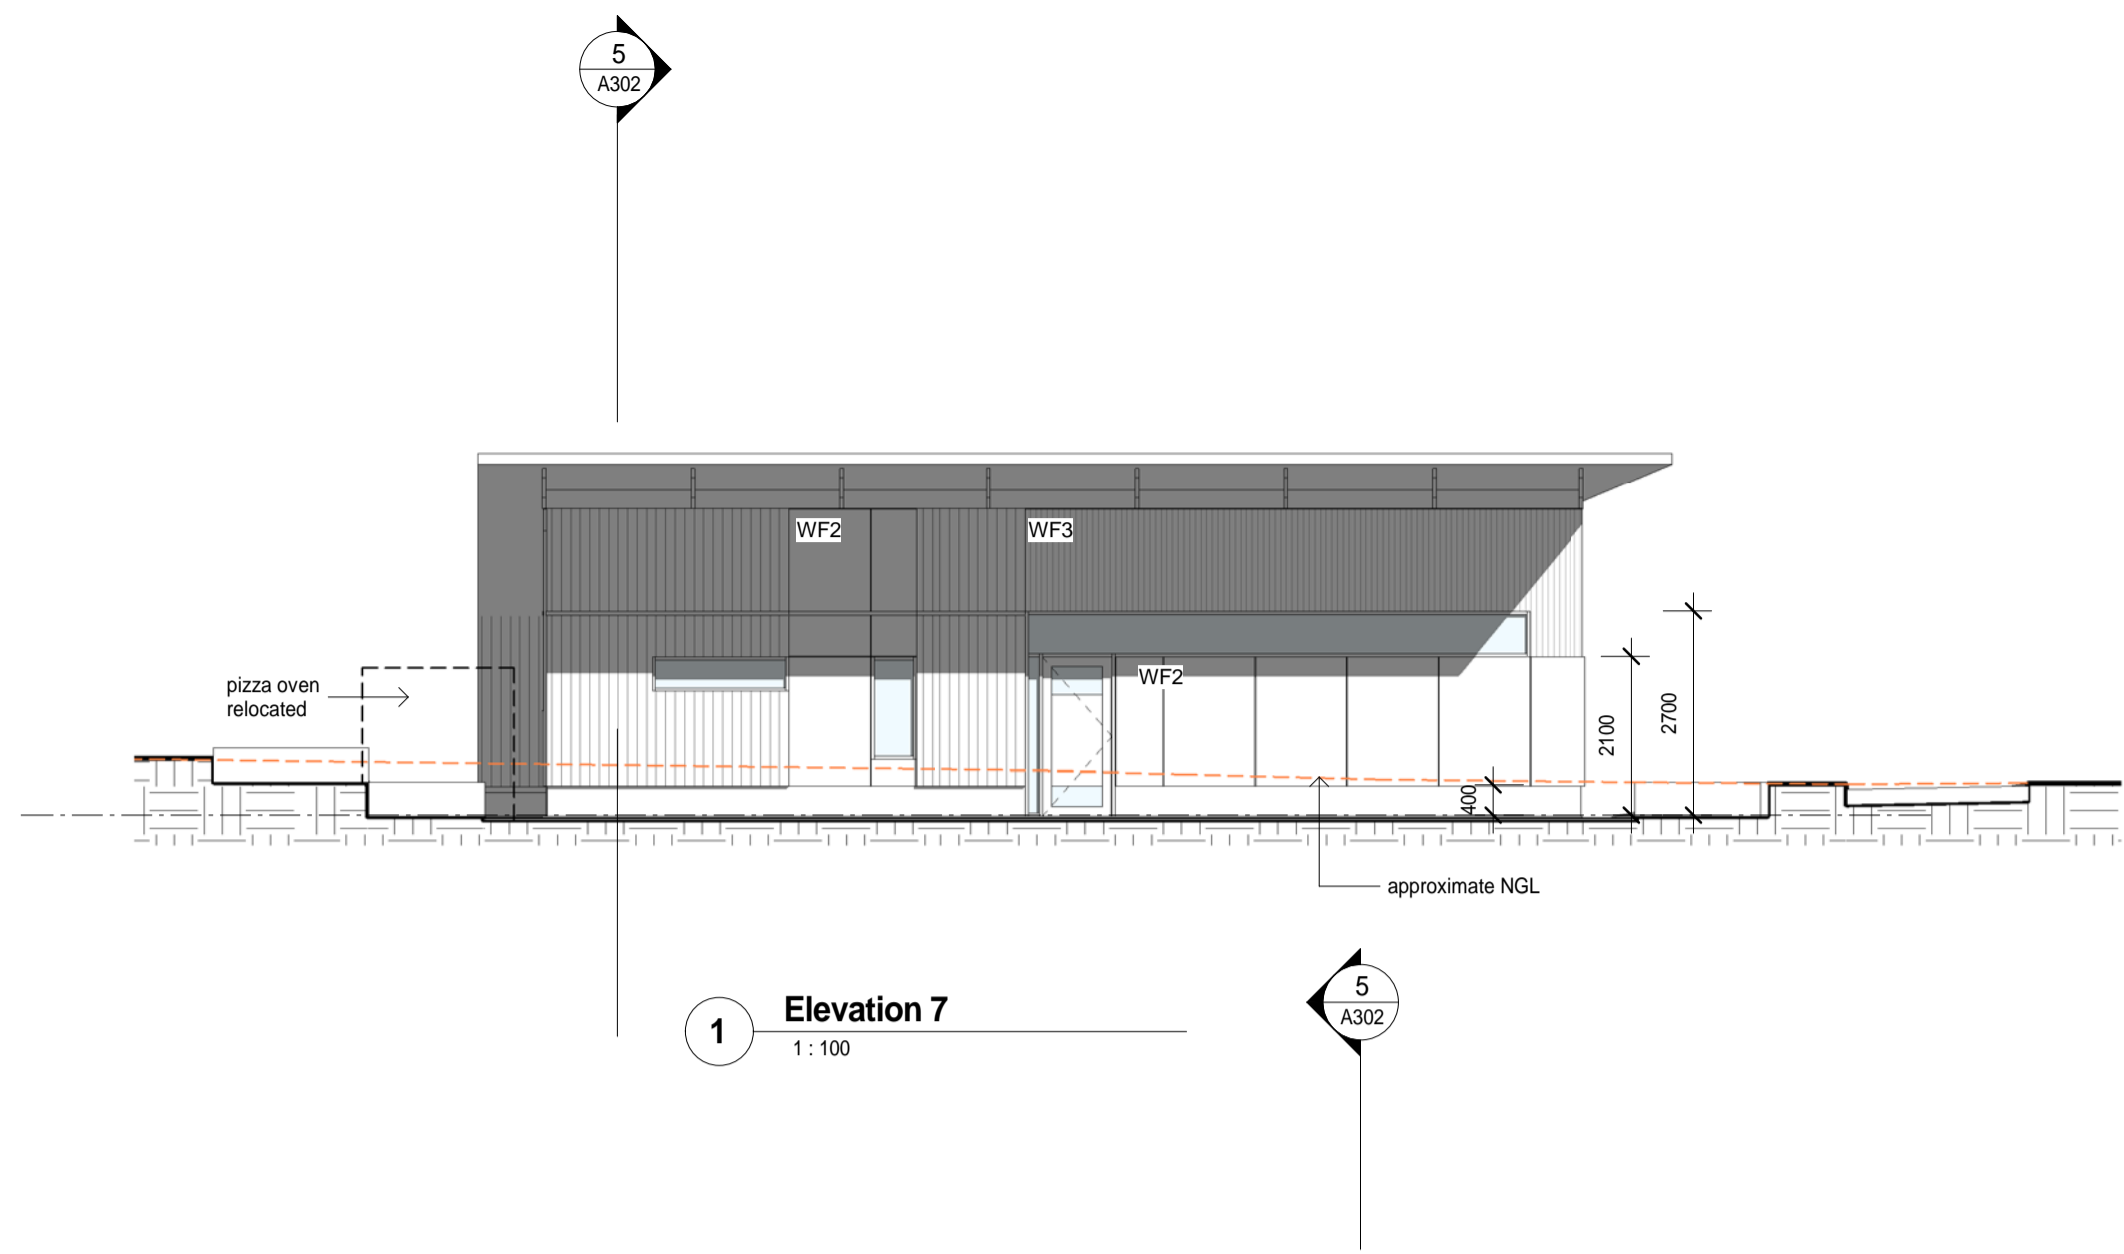 5
A302
WF2
WF3
WF2
pizza oven
relocated
2100
2700
400
approximate NGL
1
Elevation 7
1 : 100
5
A302